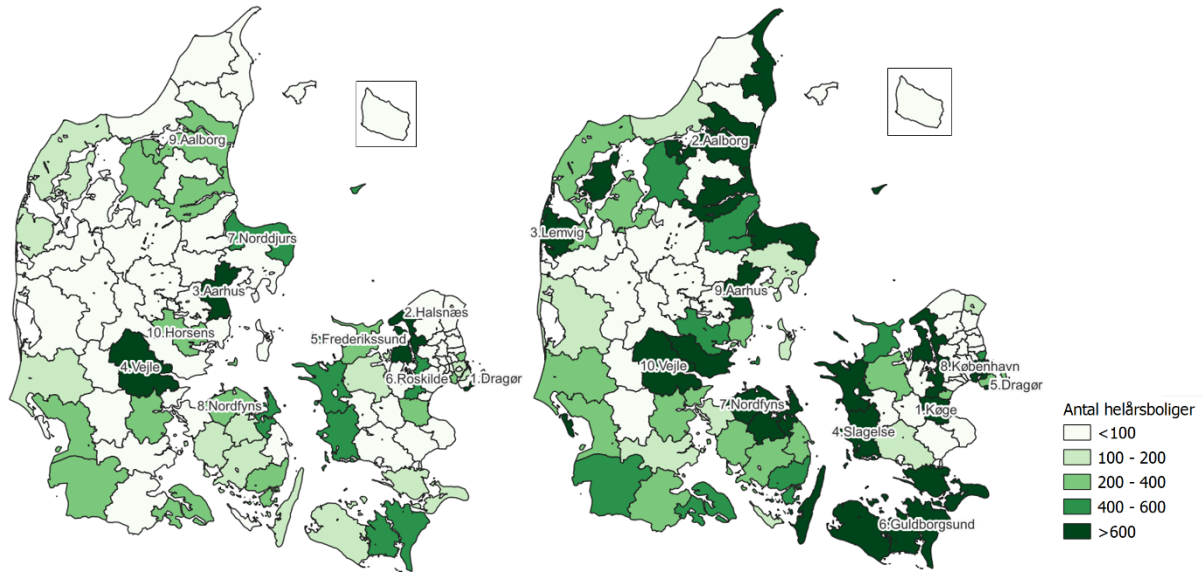 9.Aalborg
7.Norddjurs
3.Aarhus
2.Halsnæs
10.Horsens
5.Frederikssund
4.Vejle
6.Roskilde
1.Dragør
8.Nordfyns
2.Aalborg
3.Lemvig
9.Aarhus
10.Vejle
8.København
5.Dragør
7.Nordfyns
1.Køge
4.Slagelse
6.Guldborgsund
Antal helårsboliger
<100
100 - 200
200 - 400
400 - 600
>600